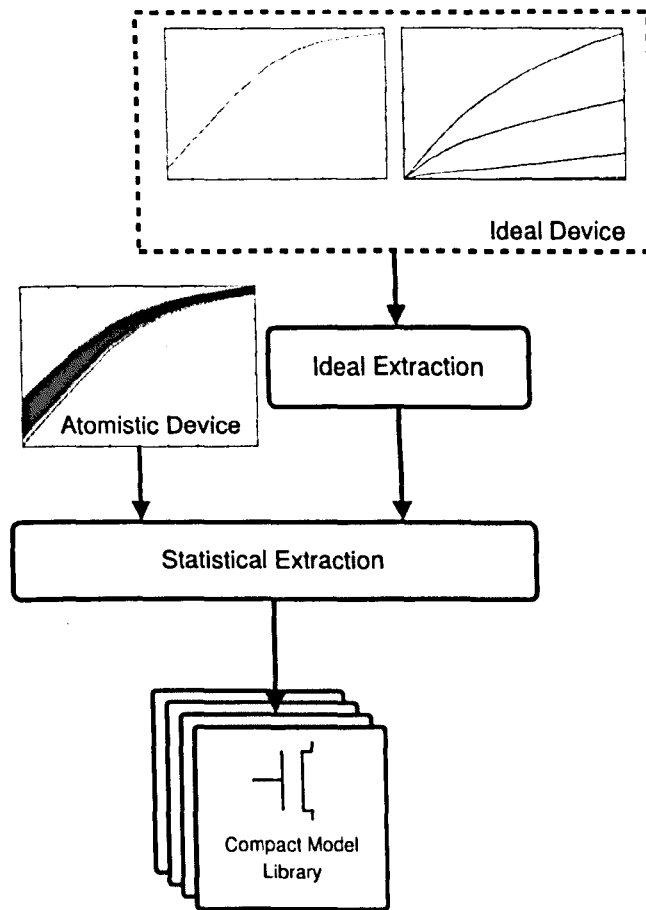 Ideal Device
Ideal Extraction
Atomistic Device
Statistical Extraction
Compact Model
Library